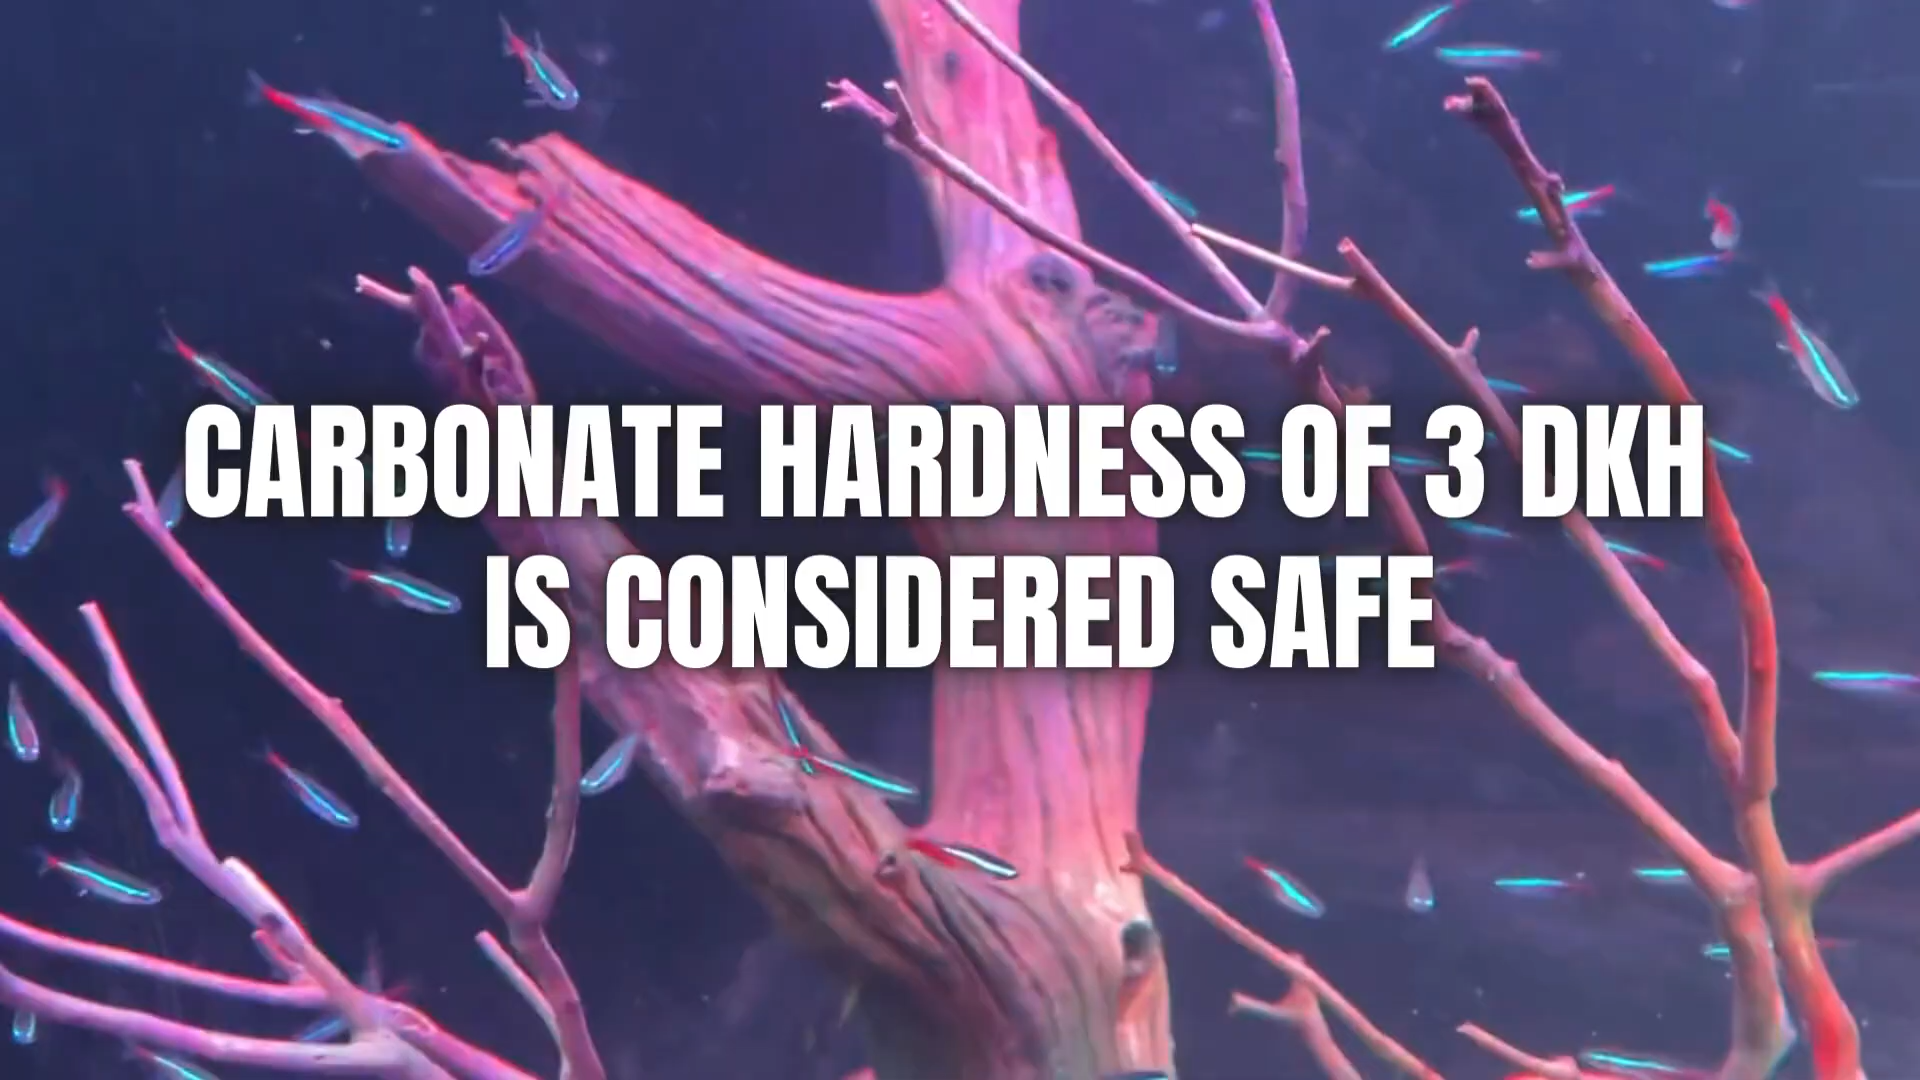 CARBONATE HARDNESS OF 3 DKH
IS CONSIDERED SAFE